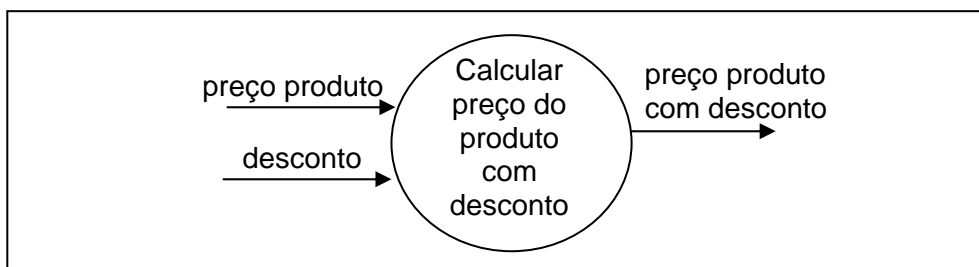 preço produto
desconto
Calcular
preço do
produto
com
desconto
preço produto
com desconto